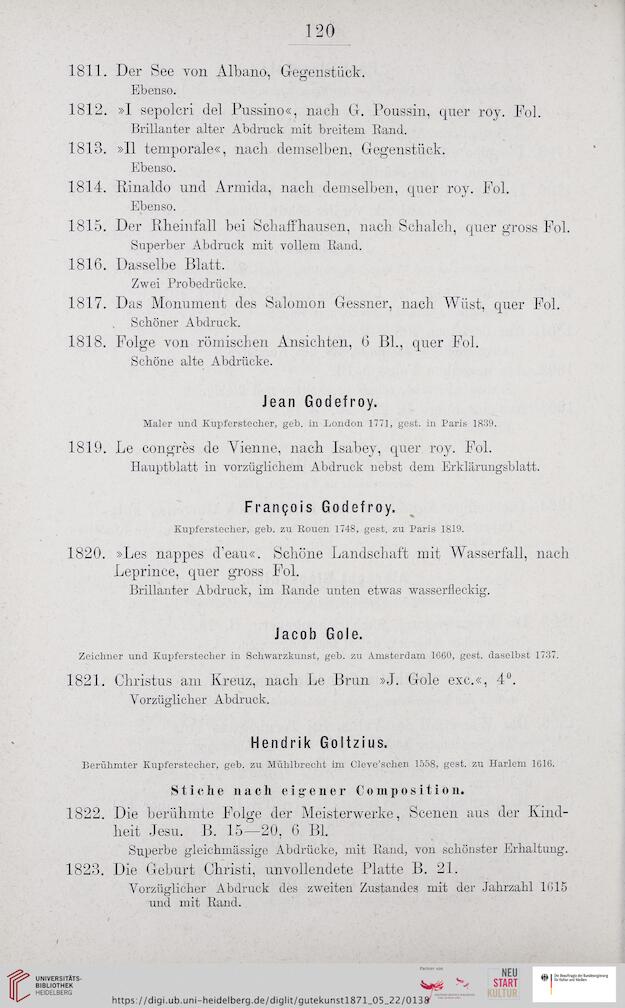 120
1811. Der See von Albano, Gegenstück.
Ebenso.
1812. »I sepolcri del Pussino«, nach G. Poussin, quer roy. Fol.
Brillanter alter Abdruck mit breitem Rand.
1813. »Il temporale«, nach demselben, Gegenstück.
Ebenso.
1814. Rinaldo und Armida, nach demselben, quer roy. Fol.
Ebenso.
1815. Der Rheinfall bei Schaffhausen, nach Schalch, quer gross Fol.
Superber Abdruck mit vollem Rand.
1816. Dasselbe Blatt.
Zwei Probedrücke.
1817. Das Monument des Salomon Gessner, nach Wüst, quer Fol.
Schöner Abdruck.
1818. Folge von römischen Ansichten, 6 Bl., quer Fol.
Schöne alte Abdrücke.
Jean Godefroy.
Maler und Kupferstecher, geb. in London 1771, gest. in Paris 1839.
1819. Le congrès de Vienne, nach Isabey, quer roy. Fol.
Hauptblatt in vorzüglichem Abdruck nebst dem Erklärungsblatt.
François Godefroy.
Kupferstecher, geb. zu Rouen 1748, gest. zu Paris 1819.
1820. »Les nappes d'eau«. Schöne Landschaft mit Wasserfall, nach
Leprince, quer gross Fol.
Brillanter Abdruck, im Rande unten etwas wasserfleckig.
Jacob Gole.
Zeichner und Kupferstecher in Schwarzkunst, geb. zu Amsterdam 1660, gest. daselbst 1737.
1821. Christus am Kreuz, nach Le Brun »J. Gole exc.«, 4⁰.
Vorzüglicher Abdruck.
Hendrik Goltzius.
Berühmter Kupferstecher, geb. zu Mühlbrecht im Cleve'schen 1558, gest. zu Harlem 1616.
Stiche nach eigener Composition.
1822. Die berühmte Folge der Meisterwerke, Scenen aus der Kind-
heit Jesu. B. 15—20, 6 Bl.
Superbe gleichmässige Abdrücke, mit Rand, von schönster Erhaltung.
1823. Die Geburt Christi, unvollendete Platte B. 21.
Vorzüglicher Abdruck des zweiten Zustandes mit der Jahrzahl 1615
und mit Rand.
UNIVERSITÄTS-
BIBLIOTHEK
HEIDELBERG
https://digi.ub.uni-heidelberg.de/diglit/gutekunst1871_05_22/0138
Partner von
NEU
START
KULTUR
Die Beauftragte der Bundesregierung
für Kultur und Medien